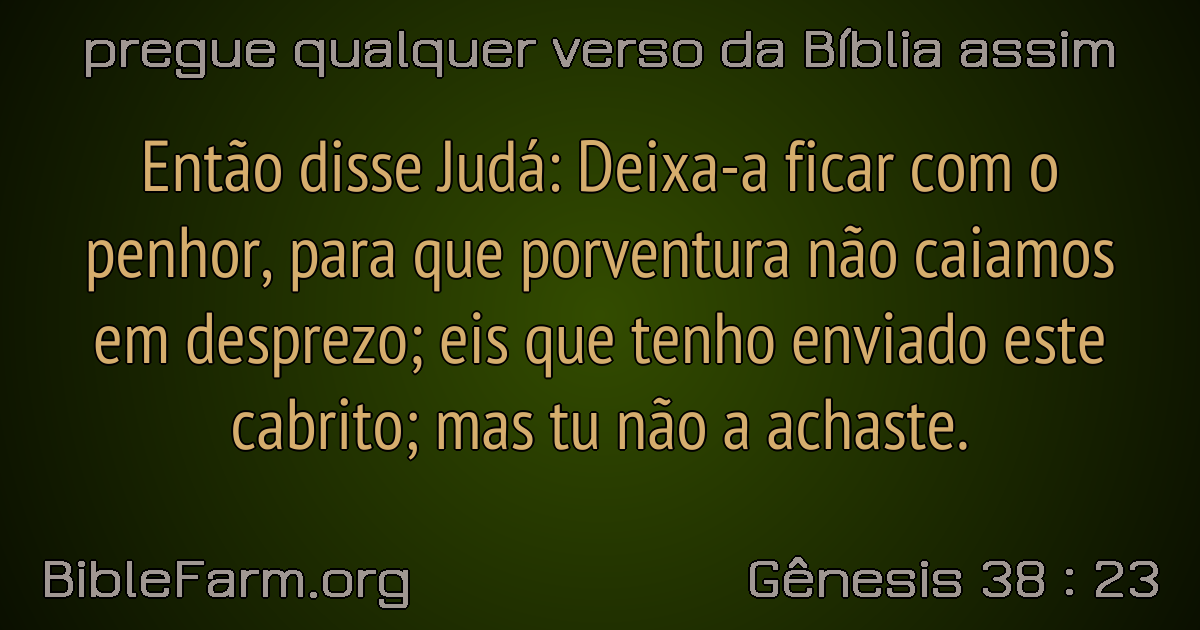 pregue qualquer verso da Bíblia assim
Então disse Judá: Deixa-a ficar com o
penhor, para que porventura não caiamos
em desprezo; eis que tenho enviado este
cabrito; mas tu não a achaste.
BibleFarm.org
Gênesis 38 : 23